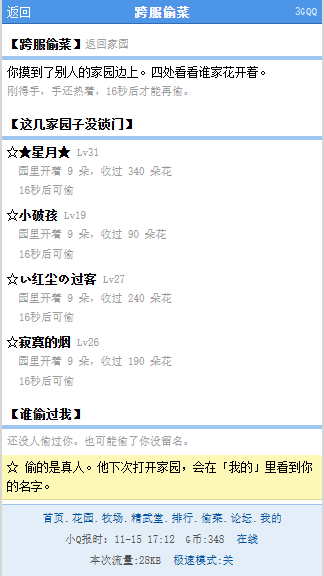 返回 跨服偷菜 3GQQ
【跨服偷菜】返回家园
你摸到了别人的家园边上。四处看看谁家花开着。
刚得手，手还热着，16秒后才能再偷。
【这几家园子没锁门】
☆★星月★ Lv31
园里开着 9 朵，收过 340 朵花
16秒后可偷
☆小破孩 Lv19
园里开着 9 朵，收过 90 朵花
16秒后可偷
☆い红尘の过客 Lv27
园里开着 9 朵，收过 240 朵花
16秒后可偷
☆寂寞的烟 Lv26
园里开着 9 朵，收过 190 朵花
16秒后可偷
【谁偷过我】
还没人偷过你。也可能偷了你没留名。
☆ 偷的是真人。他下次打开家园，会在「我的」里看到你
的名字。
首页.花园.牧场.精武堂.排行.偷菜.论坛.我的
小Q报时：11-15 17:12 G币:348 在线
本次流量:28KB 极速模式:关